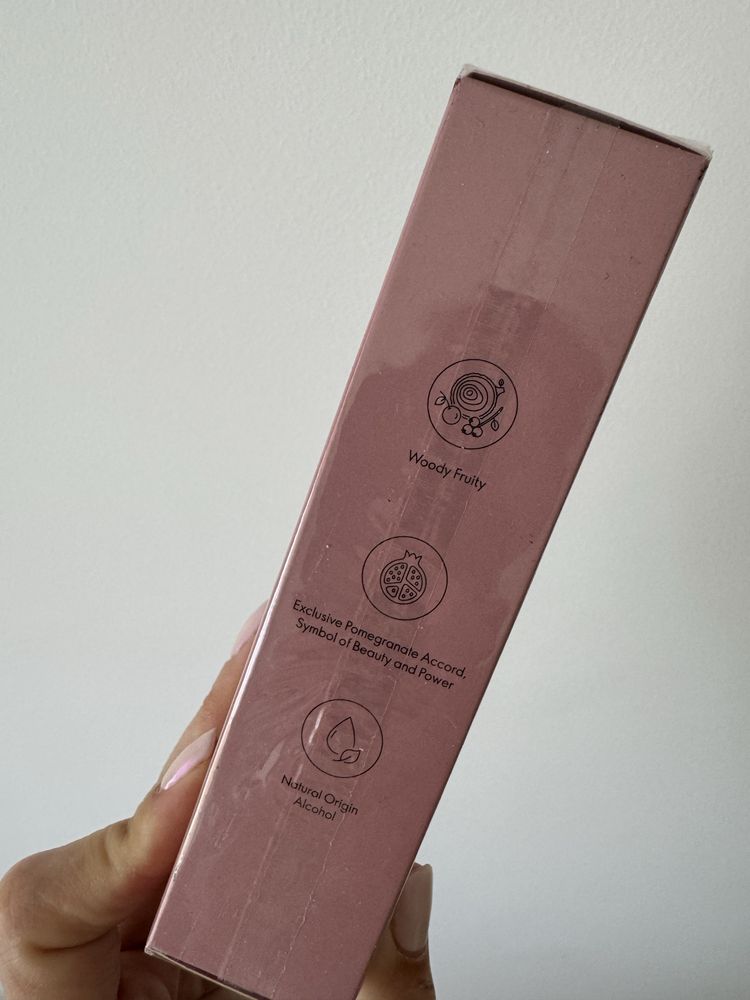 Woody Fruity
Exclusive Pomegranate Accord,
Symbol of Beauty and Power
Natural Origin
Alcohol